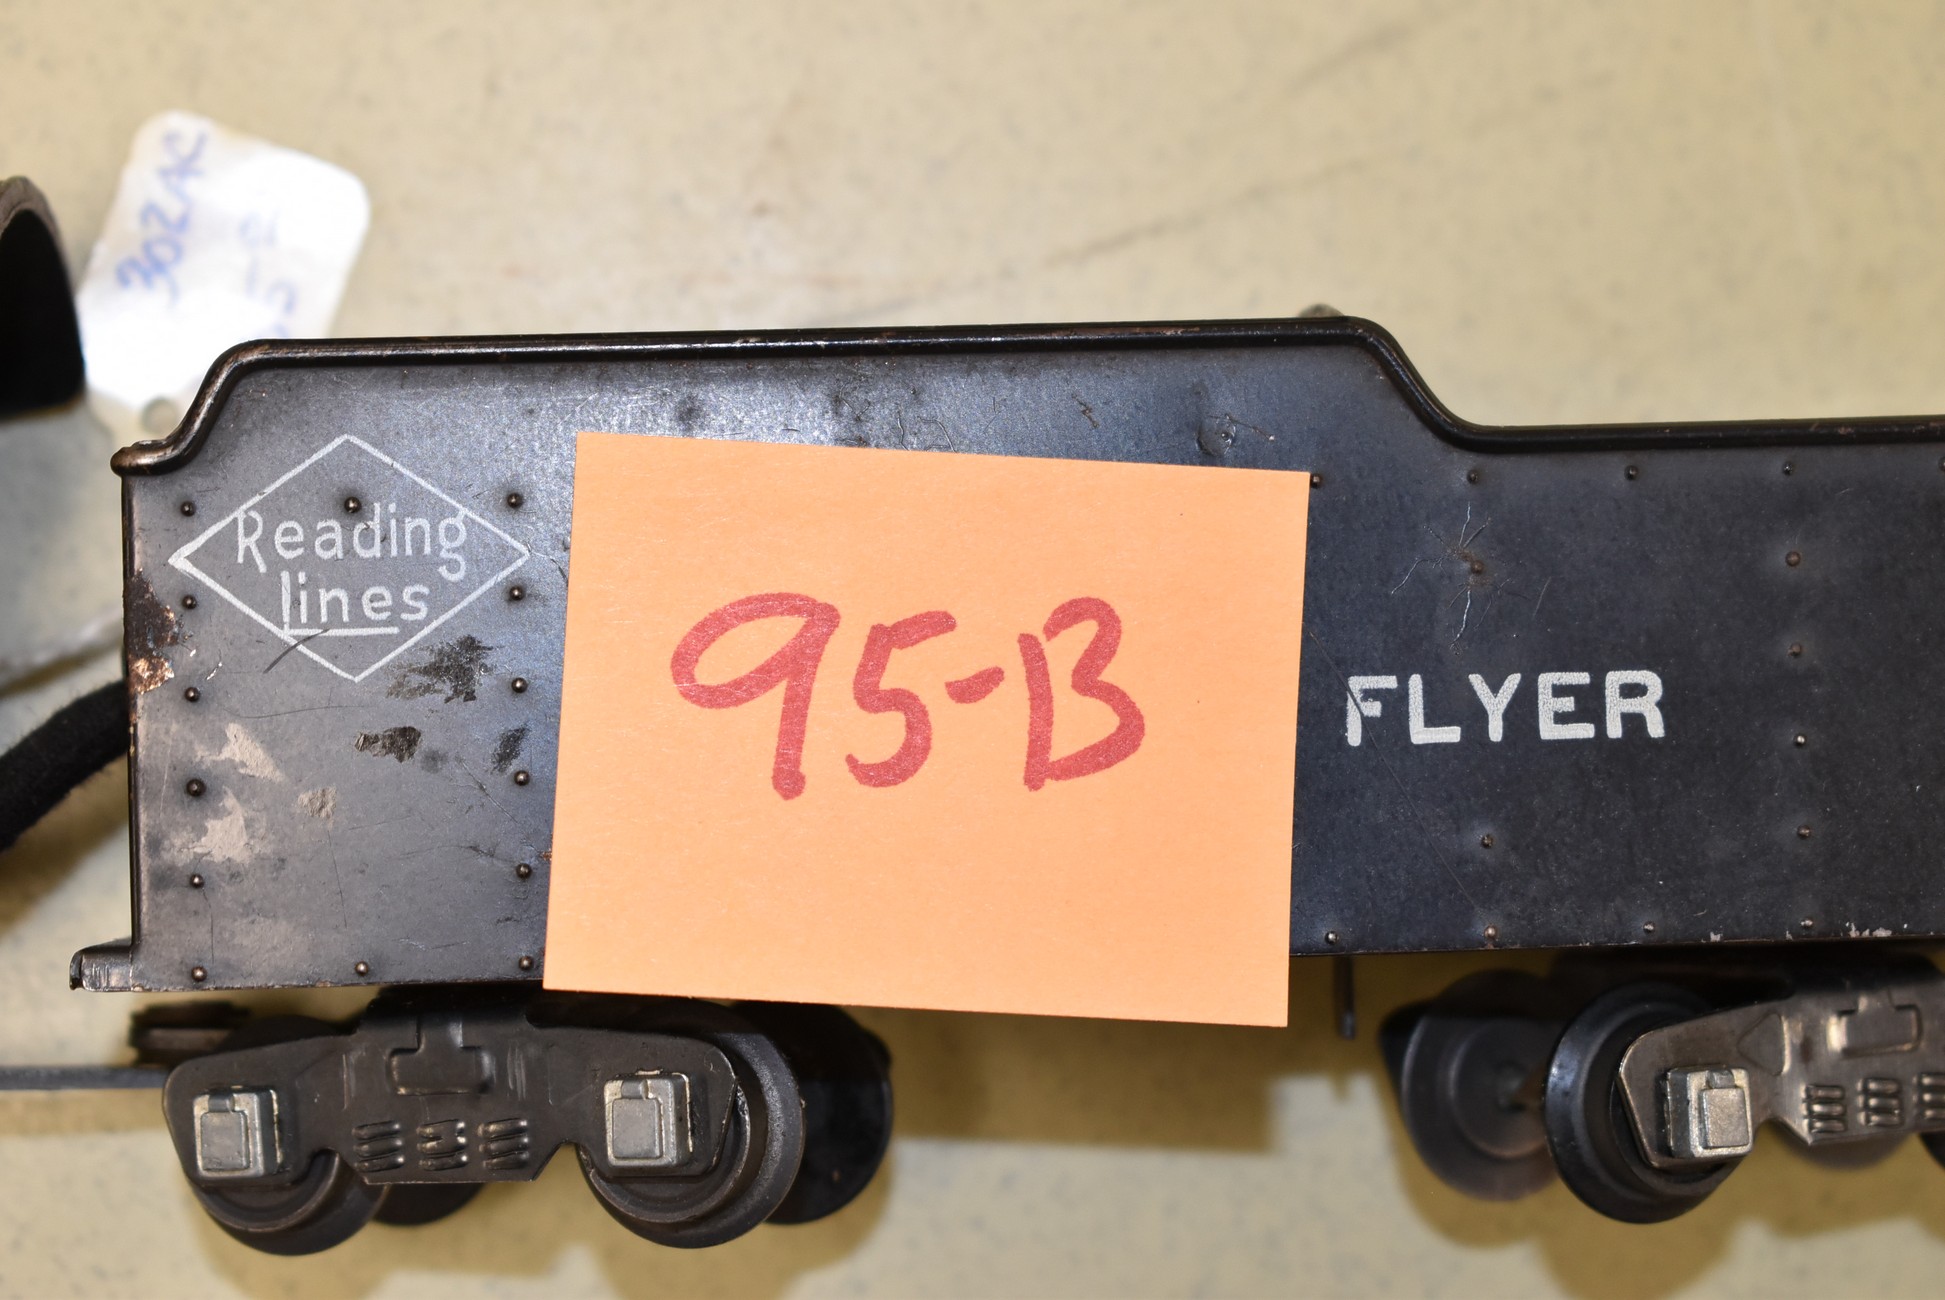 302AC
Reading
lines
95-B
FLYER